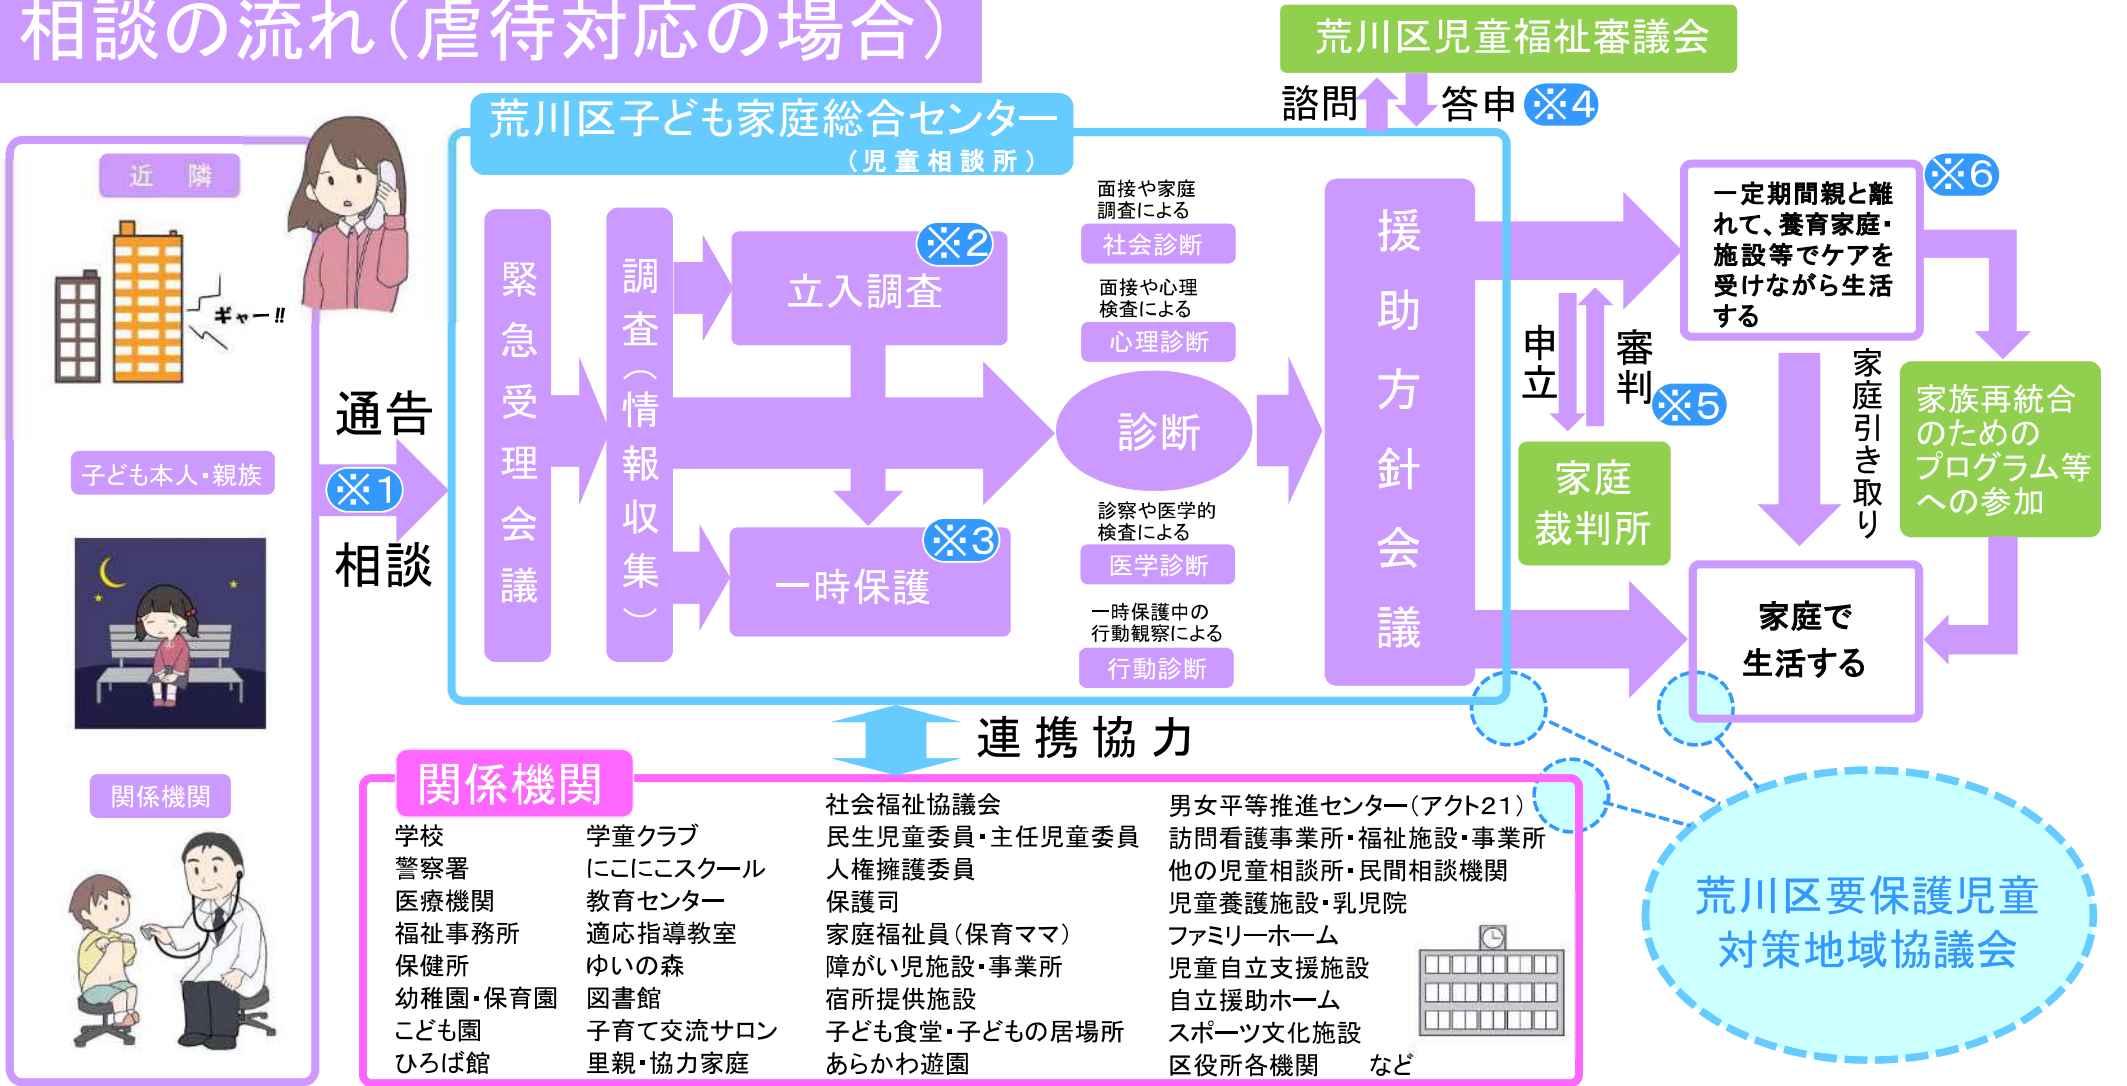 相談の流れ（虐待対応の場合）
近　隣
ギャー!!
子ども本人・親族
関係機関
通告
※1
相談
荒川区子ども家庭総合センター
（児童相談所）
緊急受理会議
調査（情報収集）
立入調査
※2
一時保護
※3
面接や家庭
調査による
社会診断
面接や心理
検査による
心理診断
診断
診察や医学的
検査による
医学診断
一時保護中の
行動観察による
行動診断
援助方針会議
荒川区児童福祉審議会
諮問
答申
※4
申立
審判
※5
家庭
裁判所
一定期間親と離
れて、養育家庭・
施設等でケアを
受けながら生活
する
※6
家庭引き取り
家族再統合
のための
プログラム等
への参加
家庭で
生活する
連携協力
関係機関
学校
警察署
医療機関
福祉事務所
保健所
幼稚園・保育園
こども園
ひろば館
学童クラブ
にこにこスクール
教育センター
適応指導教室
ゆいの森
図書館
子育て交流サロン
里親・協力家庭
社会福祉協議会
民生児童委員・主任児童委員
人権擁護委員
保護司
家庭福祉員（保育ママ）
障がい児施設・事業所
宿所提供施設
子ども食堂・子どもの居場所
あらかわ遊園
男女平等推進センター（アクト21）
訪問看護事業所・福祉施設・事業所
他の児童相談所・民間相談機関
児童養護施設・乳児院
ファミリーホーム
児童自立支援施設
自立援助ホーム
スポーツ文化施設
区役所各機関　など
荒川区要保護児童
対策地域協議会